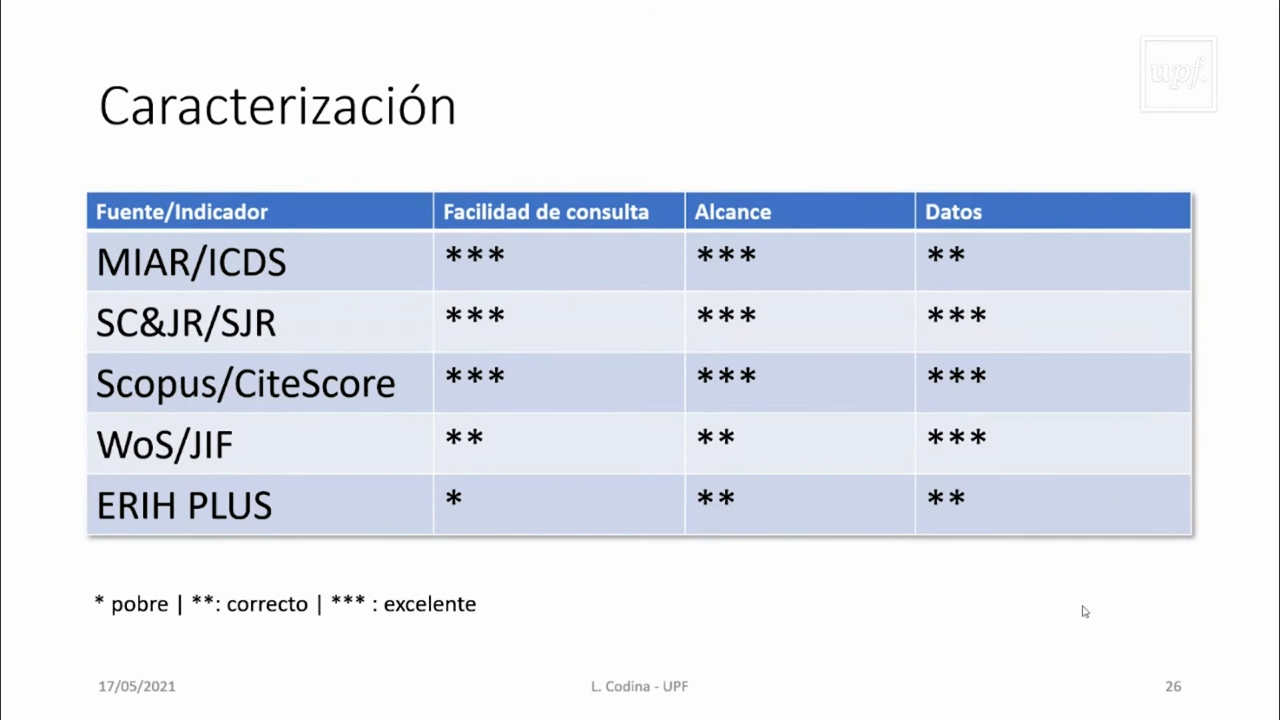 upf.
Caracterización
Fuente/Indicador Facilidad de consulta Alcance Datos
MIAR/ICDS *** *** **
SC&JR/SJR *** *** ***
Scopus/CiteScore *** *** ***
WoS/JIF ** ** ***
ERIH PLUS * ** **
* pobre | **: correcto | *** : excelente
17/05/2021 L. Codina - UPF 26